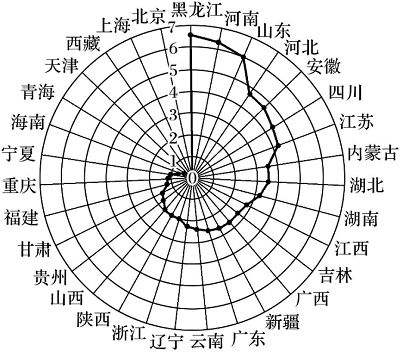 黑龙江
河南
山东
河北
安徽
四川
江苏
内蒙古
湖北
湖南
江西
吉林
广西
新疆
广东
云南
辽宁
浙江
陕西
山西
贵州
甘肃
福建
重庆
宁夏
海南
青海
天津
西藏
上海
北京
7
6
5
4
3
2
1
0